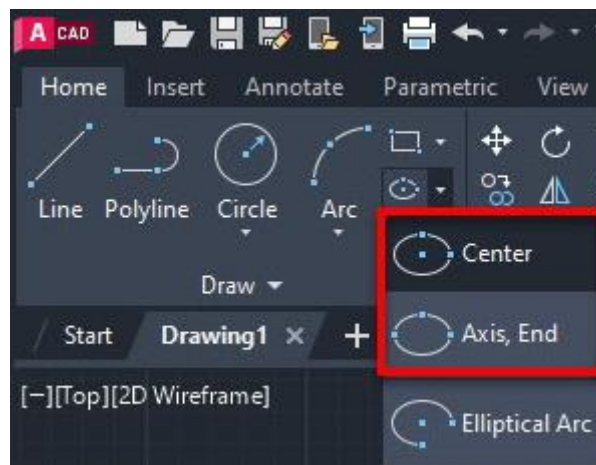 A CAD
Home Insert Annotate Parametric View
Line Polyline Circle Arc
Center
Draw
Start Drawing1 × +
Axis, End
[−][Top][2D Wireframe]
Elliptical Arc